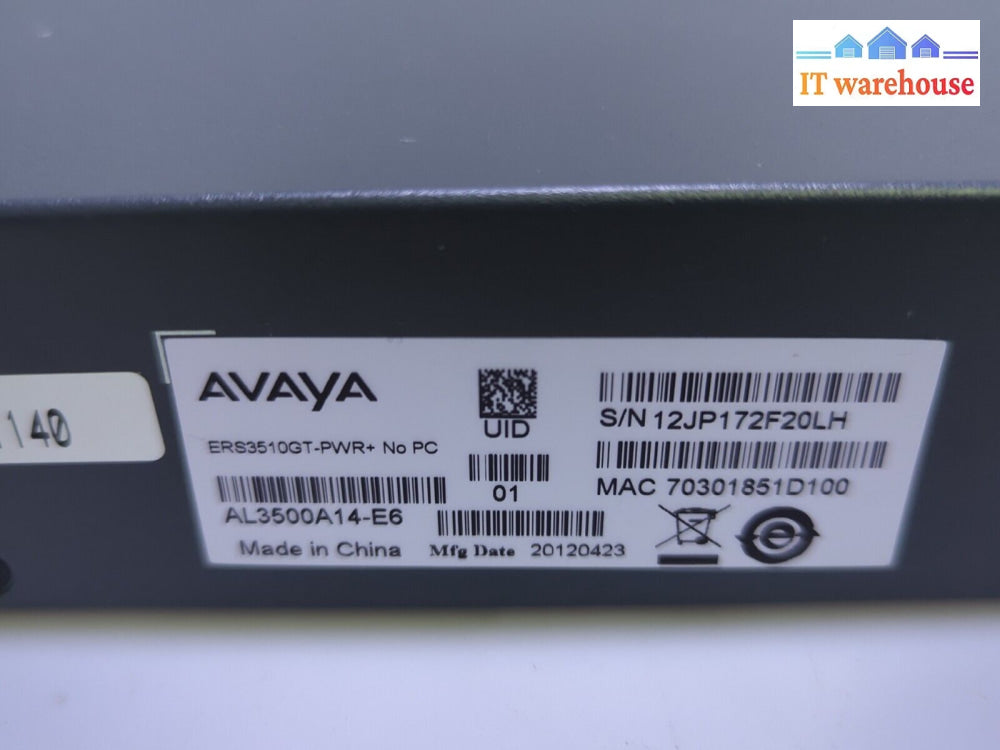 IT warehouse
AVAYA
UID
S/N 12JP172F20LH
ERS3510GT-PWR+ No PC
01
MAC 70301851D100
AL3500A14-E6
Made in China
Mfg Date 20120423
140